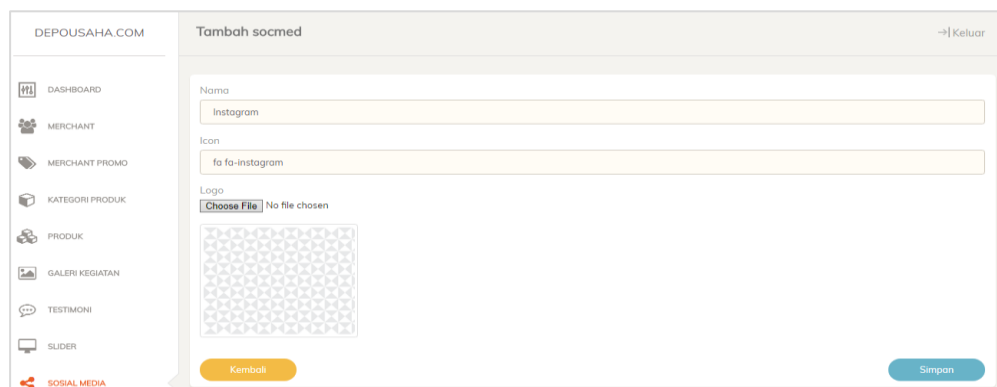 DEPOUSAHA.COM
Tambah socmed
Keluar
DASHBOARD
MERCHANT
MERCHANT PROMO
KATEGORI PRODUK
PRODUK
GALERI KEGIATAN
TESTIMONI
SLIDER
SOSIAL MEDIA
Nama
Instagram
Icon
fa fa-instagram
Logo
Choose File No file chosen
Kembali
Simpan